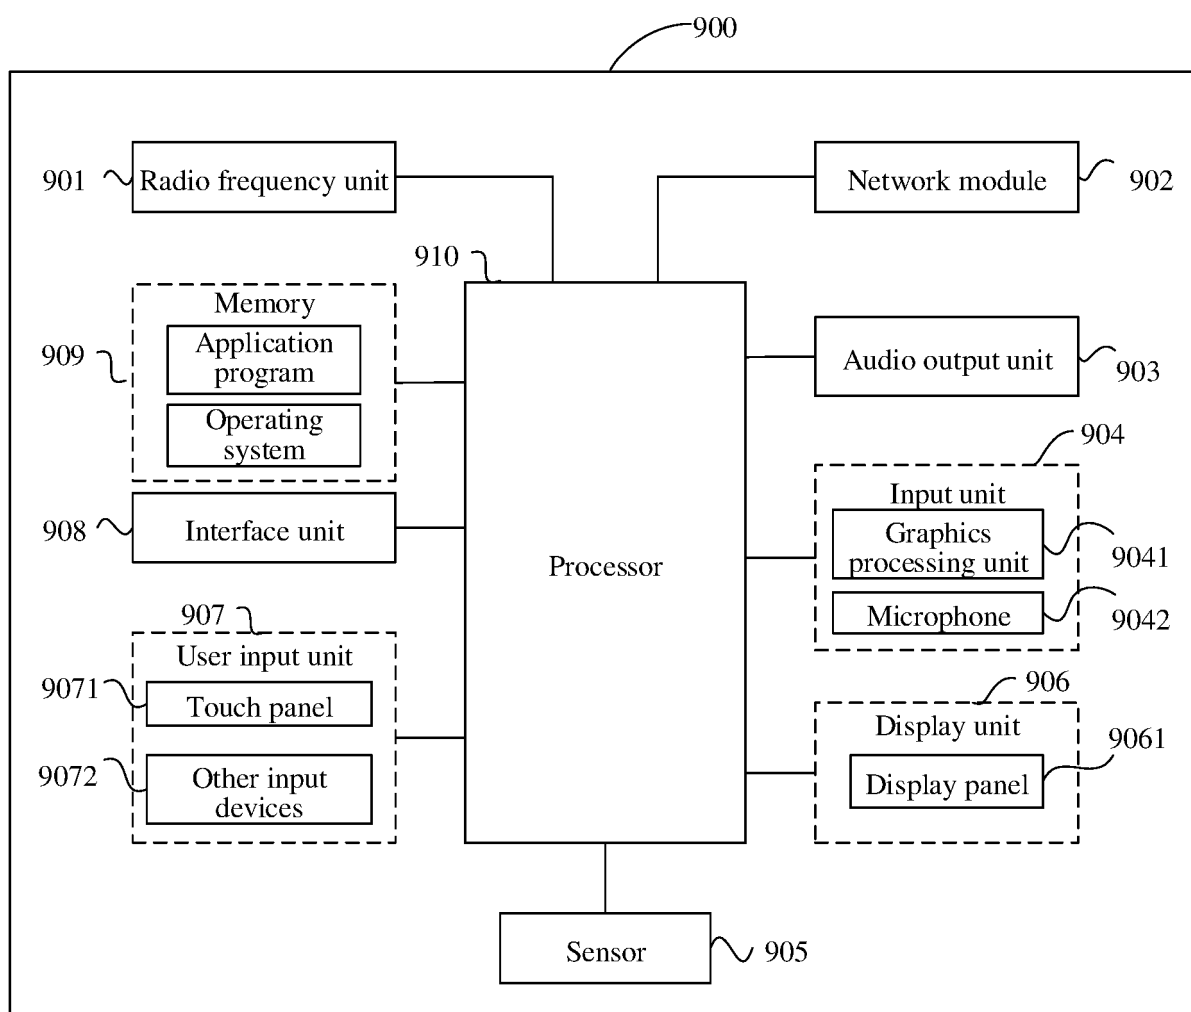 900
901
Radio frequency unit
Network module
902
910
Memory
909
Application
program
Operating
system
Audio output unit
903
904
Input unit
908
Interface unit
Graphics
processing unit
9041
Processor
Microphone
9042
907
User input unit
9071
Touch panel
9072
Other input
devices
906
Display unit
9061
Display panel
Sensor
905